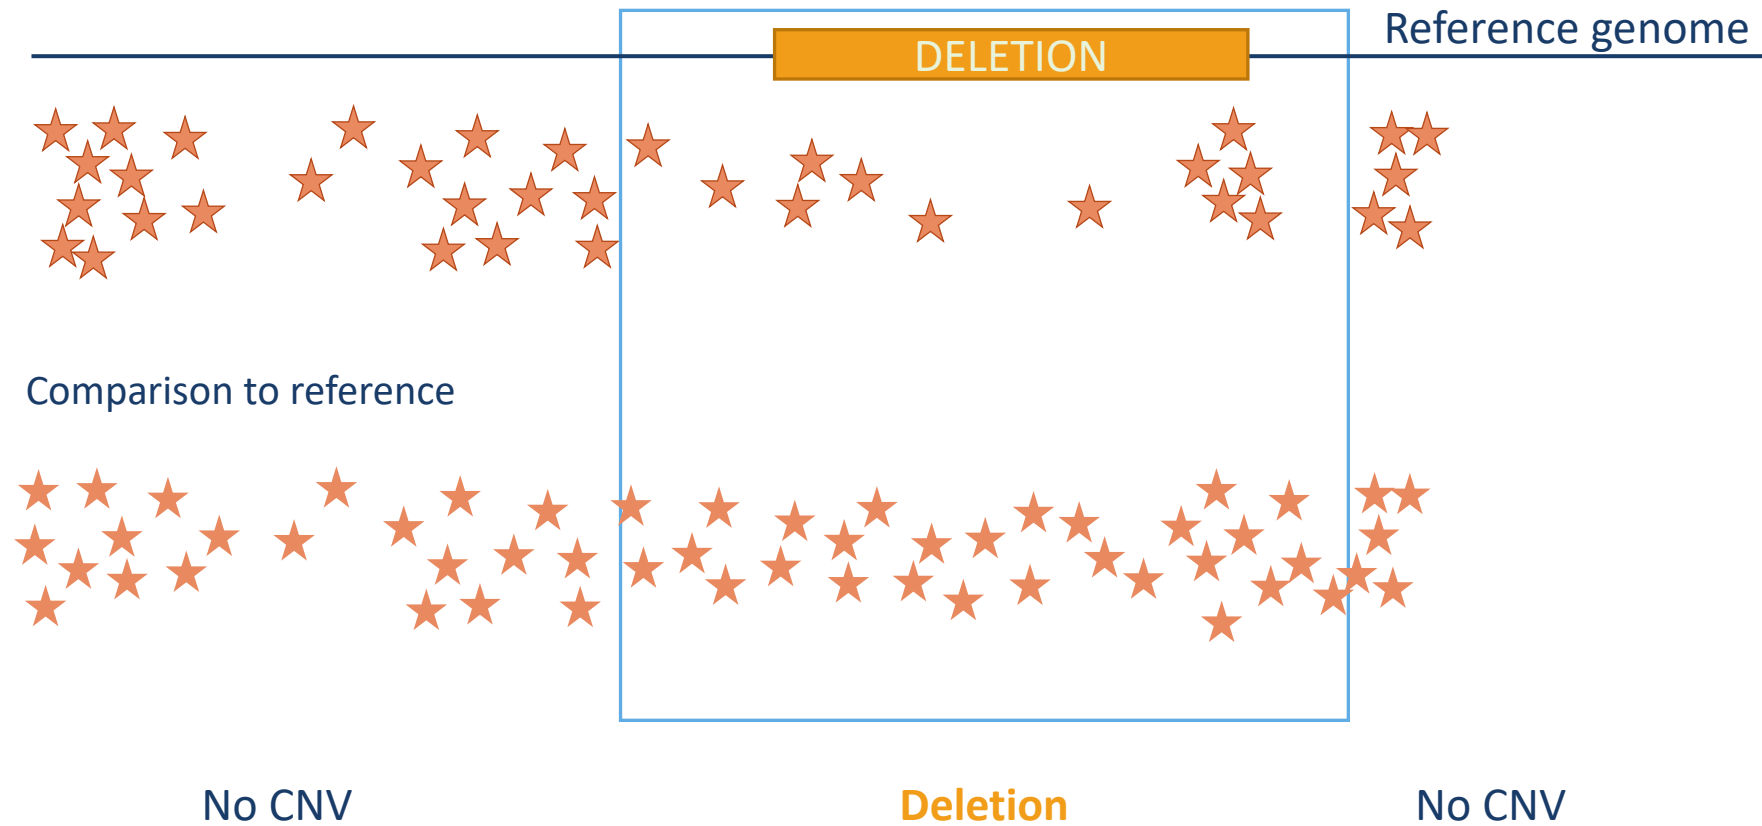 Reference genome
DELETION
Comparison to reference
No CNV
Deletion
No CNV